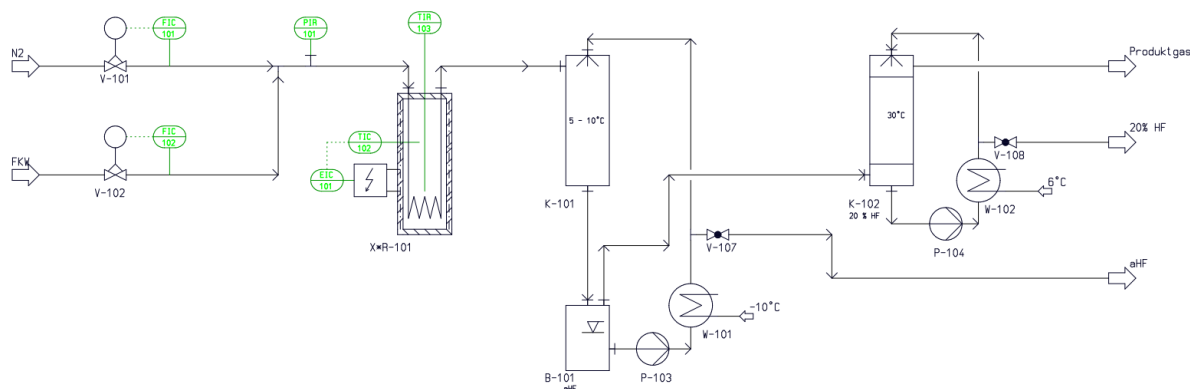 N2
FIC
101
V-101
PIR
101
TIR
103
FKW
FIC
102
V-102
TIC
102
EIC
101
X*R-101
5 - 10°C
K-101
B-101
aHF
P-103
W-101
-10°C
V-107
aHF
30°C
K-102
20 % HF
P-104
W-102
6°C
V-108
20% HF
Produktgas